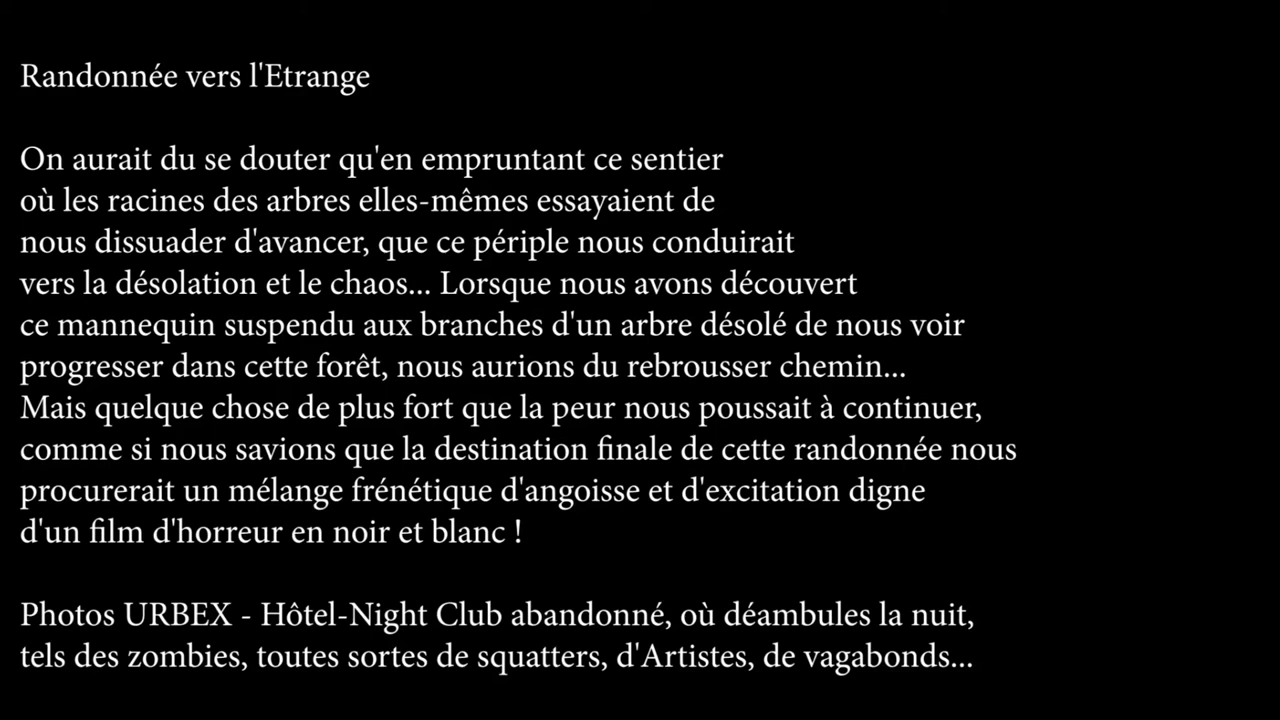 Randonnée vers l'Etrange
On aurait du se douter qu'en empruntant ce sentier
où les racines des arbres elles-mêmes essayaient de
nous dissuader d'avancer, que ce périple nous conduirait
vers la désolation et le chaos... Lorsque nous avons découvert
ce mannequin suspendu aux branches d'un arbre désolé de nous voir
progresser dans cette forêt, nous aurions du rebrousser chemin...
Mais quelque chose de plus fort que la peur nous poussait à continuer,
comme si nous savions que la destination finale de cette randonnée nous
procurerait un mélange frénétique d'angoisse et d'excitation digne
d'un film d'horreur en noir et blanc !
Photos URBEX - Hôtel-Night Club abandonné, où déambules la nuit,
tels des zombies, toutes sortes de squatters, d'Artistes, de vagabonds...